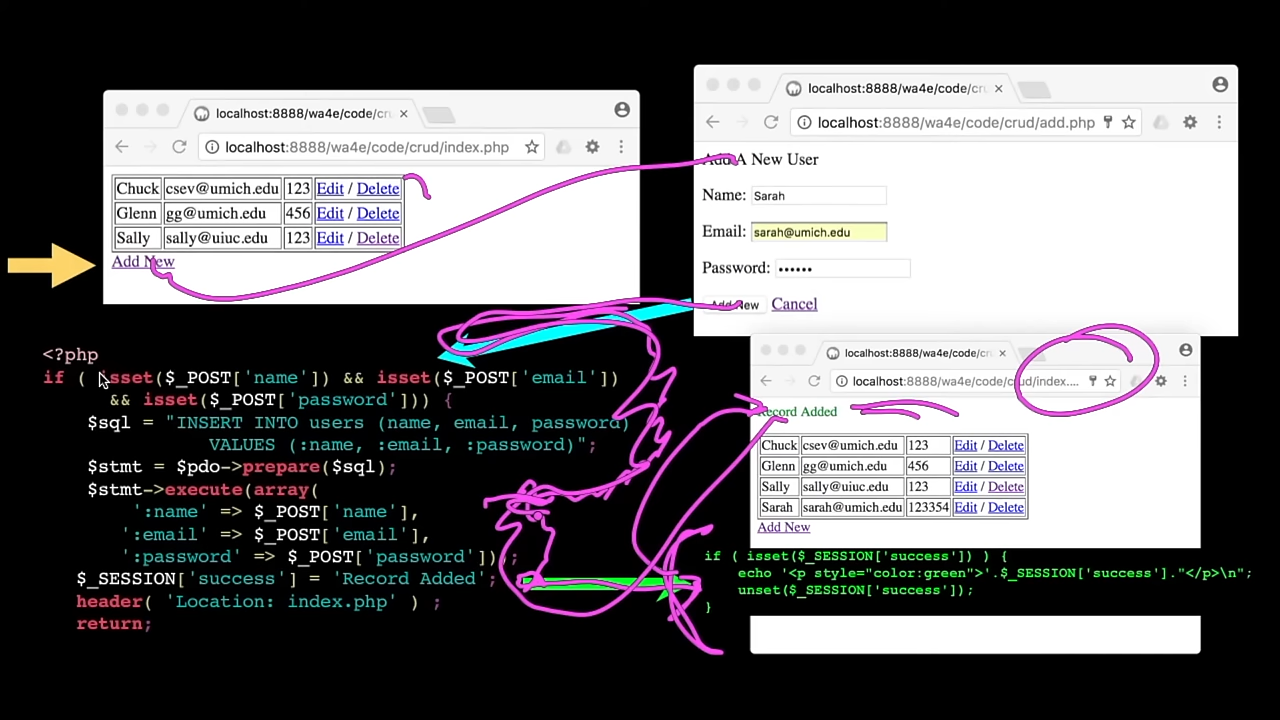 localhost:8888/wa4e/code/cru
localhost:8888/wa4e/code/crud/index.php
Chuck csev@umich.edu 123 Edit / Delete
Glenn gg@umich.edu 456 Edit / Delete
Sally sally@uiuc.edu 123 Edit / Delete
Add New
localhost:8888/wa4e/code/cru
localhost:8888/wa4e/code/crud/add.php
Add A New User
Name: Sarah
Email: sarah@umich.edu
Password: ••••••
Add New Cancel
<?php
if ( isset($_POST['name']) && isset($_POST['email'])
&& isset($_POST['password'])) {
$sql = "INSERT INTO users (name, email, password)
VALUES (:name, :email, :password)";
$stmt = $pdo->prepare($sql);
$stmt->execute(array(
':name' => $_POST['name'],
':email' => $_POST['email'],
':password' => $_POST['password']));
$_SESSION['success'] = 'Record Added';
header( 'Location: index.php' ) ;
return;
localhost:8888/wa4e/code/cru
localhost:8888/wa4e/code/crud/index....
Record Added
Chuck csev@umich.edu 123 Edit / Delete
Glenn gg@umich.edu 456 Edit / Delete
Sally sally@uiuc.edu 123 Edit / Delete
Sarah sarah@umich.edu 123354 Edit / Delete
Add New
if ( isset($_SESSION['success']) ) {
echo '<p style="color:green">'.$_SESSION['success']."</p>\n";
unset($_SESSION['success']);
}